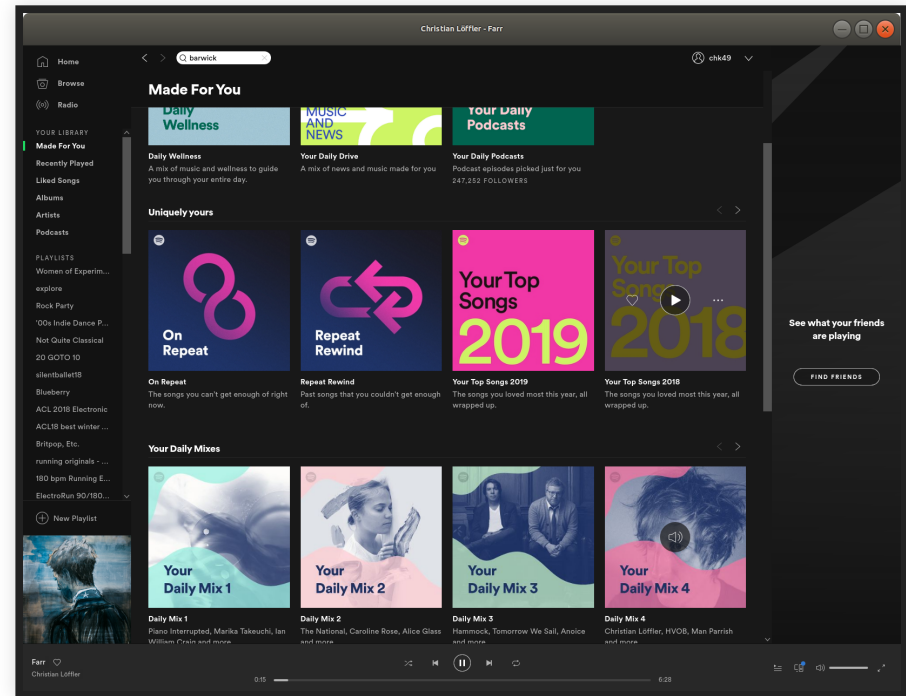 Christian Löffler - Farr
Home
Browse
Radio
YOUR LIBRARY
Made For You
Recently Played
Liked Songs
Albums
Artists
Podcasts
PLAYLISTS
Women of Experim...
explore
Rock Party
'00s Indie Dance P...
Not Quite Classical
20 GOTO 10
silentballet18
Blueberry
ACL 2018 Electronic
ACL18 best winter ...
Britpop, Etc.
running originals - ...
180 bpm Running E...
ElectroRun 90/180...
New Playlist
barwick
chk49
Made For You
Daily
Wellness
MUSIC
AND
NEWS
Your Daily
Podcasts
Daily Wellness
A mix of music and wellness to guide
you through your entire day.
Your Daily Drive
A mix of news and music made for you
Your Daily Podcasts
Podcast episodes picked just for you
247,252 FOLLOWERS
Uniquely yours
On
Repeat
Repeat
Rewind
Your Top
Songs
2019
Your Top
Songs
2018
On Repeat
The songs you can't get enough of right
now.
Repeat Rewind
Past songs that you couldn't get enough
of.
Your Top Songs 2019
The songs you loved most this year, all
wrapped up.
Your Top Songs 2018
The songs you loved most this year, all
wrapped up.
Your Daily Mixes
Your
Daily Mix 1
Your
Daily Mix 2
Your
Daily Mix 3
Your
Daily Mix 4
Daily Mix 1
Piano Interrupted, Marika Takeuchi, Ian
William Craig and more
Daily Mix 2
The National, Caroline Rose, Alice Glass
and more
Daily Mix 3
Hammock, Tomorrow We Sail, Anoice
and more
Daily Mix 4
Christian Löffler, HVOB, Man Parrish
and more
See what your friends
are playing
FIND FRIENDS
Farr
Christian Löffler
0:15
6:28